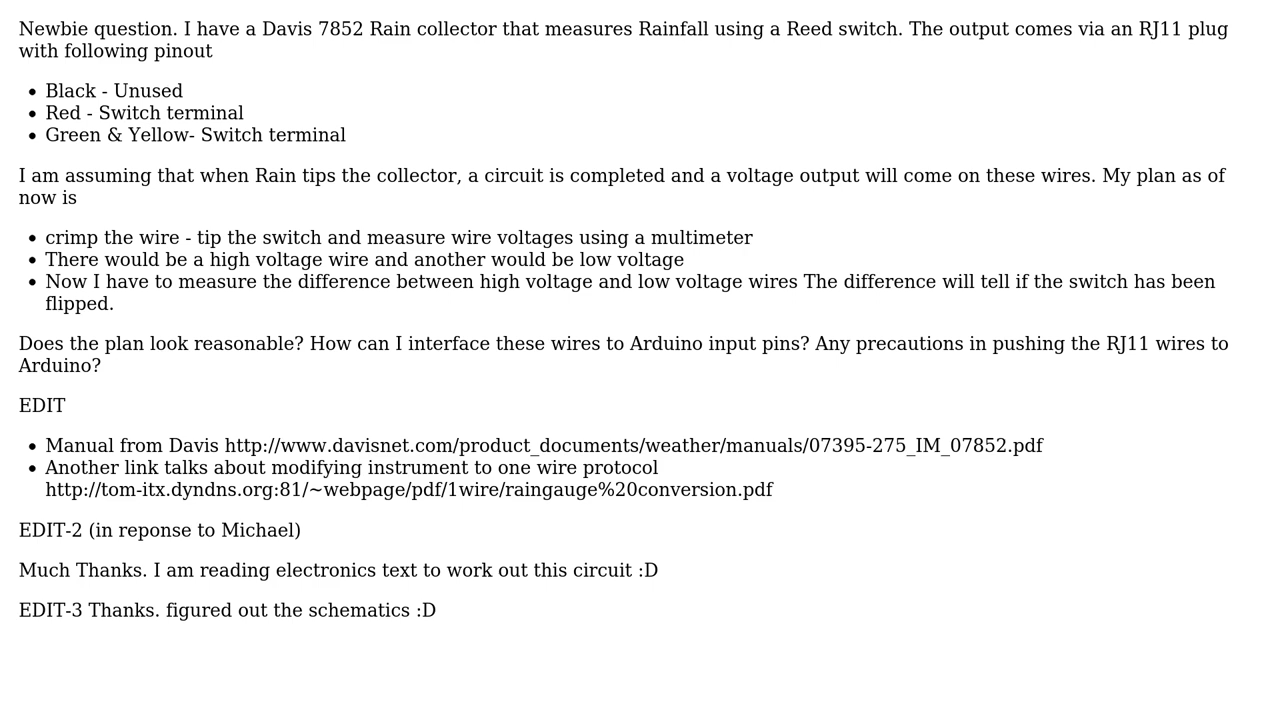 Newbie question. I have a Davis 7852 Rain collector that measures Rainfall using a Reed switch. The output comes via an RJ11 plug
with following pinout
• Black - Unused
• Red - Switch terminal
• Green & Yellow- Switch terminal
I am assuming that when Rain tips the collector, a circuit is completed and a voltage output will come on these wires. My plan as of
now is
• crimp the wire - tip the switch and measure wire voltages using a multimeter
• There would be a high voltage wire and another would be low voltage
• Now I have to measure the difference between high voltage and low voltage wires The difference will tell if the switch has been
flipped.
Does the plan look reasonable? How can I interface these wires to Arduino input pins? Any precautions in pushing the RJ11 wires to
Arduino?
EDIT
• Manual from Davis http://www.davisnet.com/product_documents/weather/manuals/07395-275_IM_07852.pdf
• Another link talks about modifying instrument to one wire protocol
http://tom-itx.dyndns.org:81/~webpage/pdf/1wire/raingauge%20conversion.pdf
EDIT-2 (in reponse to Michael)
Much Thanks. I am reading electronics text to work out this circuit :D
EDIT-3 Thanks. figured out the schematics :D